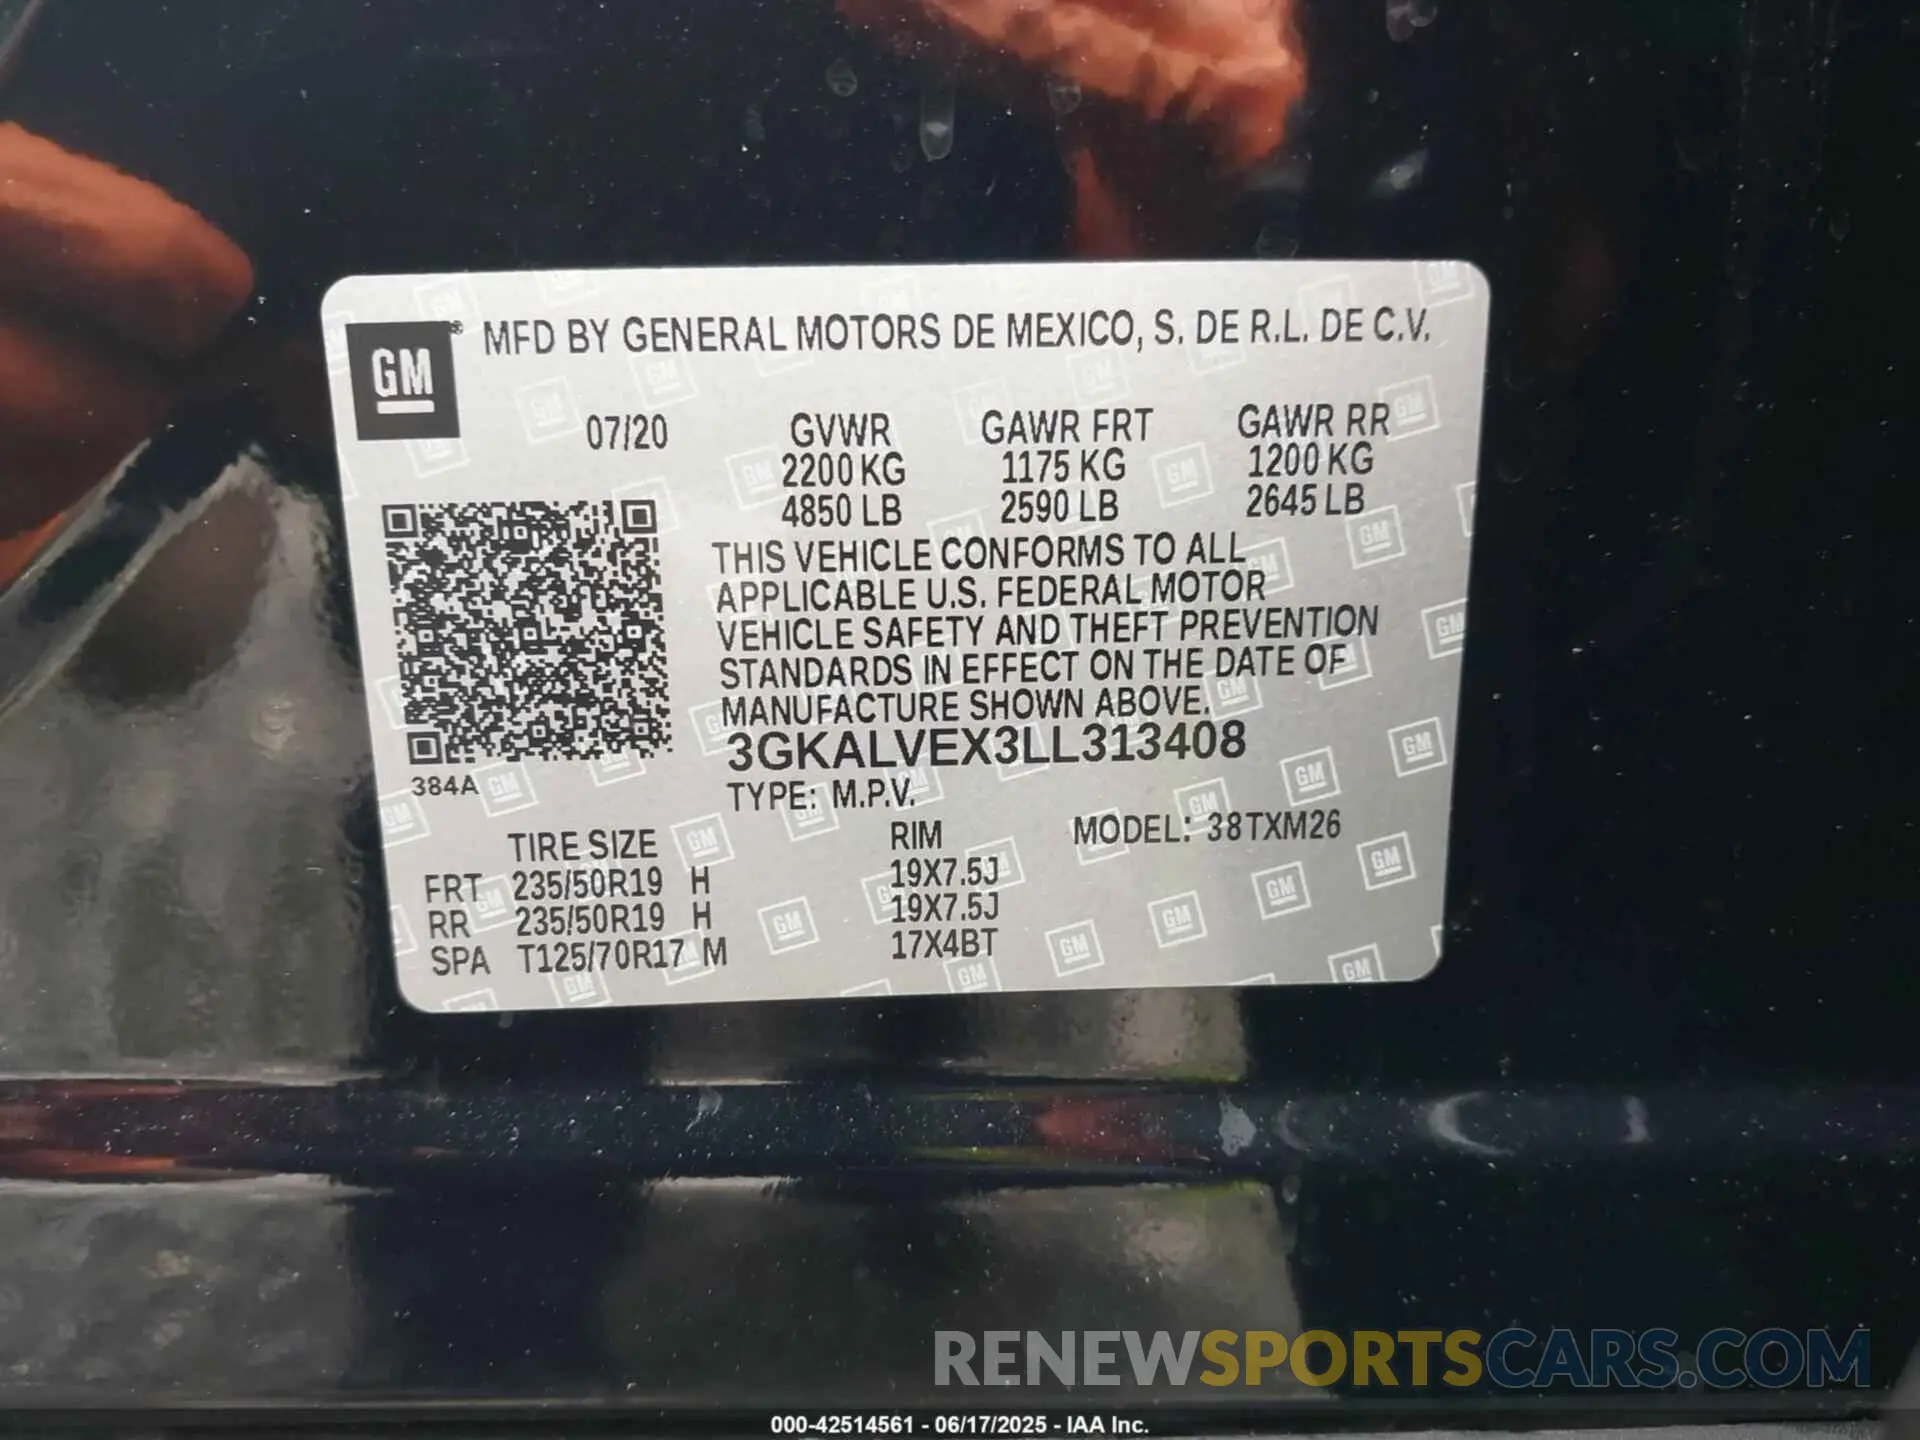 GM® MFD BY GENERAL MOTORS DE MEXICO, S. DE R.L. DE C.V.
07/20 GVWR GAWR FRT GAWR RR
2200 KG 1175 KG 1200 KG
4850 LB 2590 LB 2645 LB
THIS VEHICLE CONFORMS TO ALL
APPLICABLE U.S. FEDERAL MOTOR
VEHICLE SAFETY AND THEFT PREVENTION
STANDARDS IN EFFECT ON THE DATE OF
MANUFACTURE SHOWN ABOVE.
3GKALVEX3LL313408
384A TYPE: M.P.V.
TIRE SIZE RIM MODEL: 38TXM26
FRT 235/50R19 H 19X7.5J
RR 235/50R19 H 19X7.5J
SPA T125/70R17 M 17X4BT
RENEWSPORTSCARS.COM
000-42514561 - 06/17/2025 - IAA Inc.